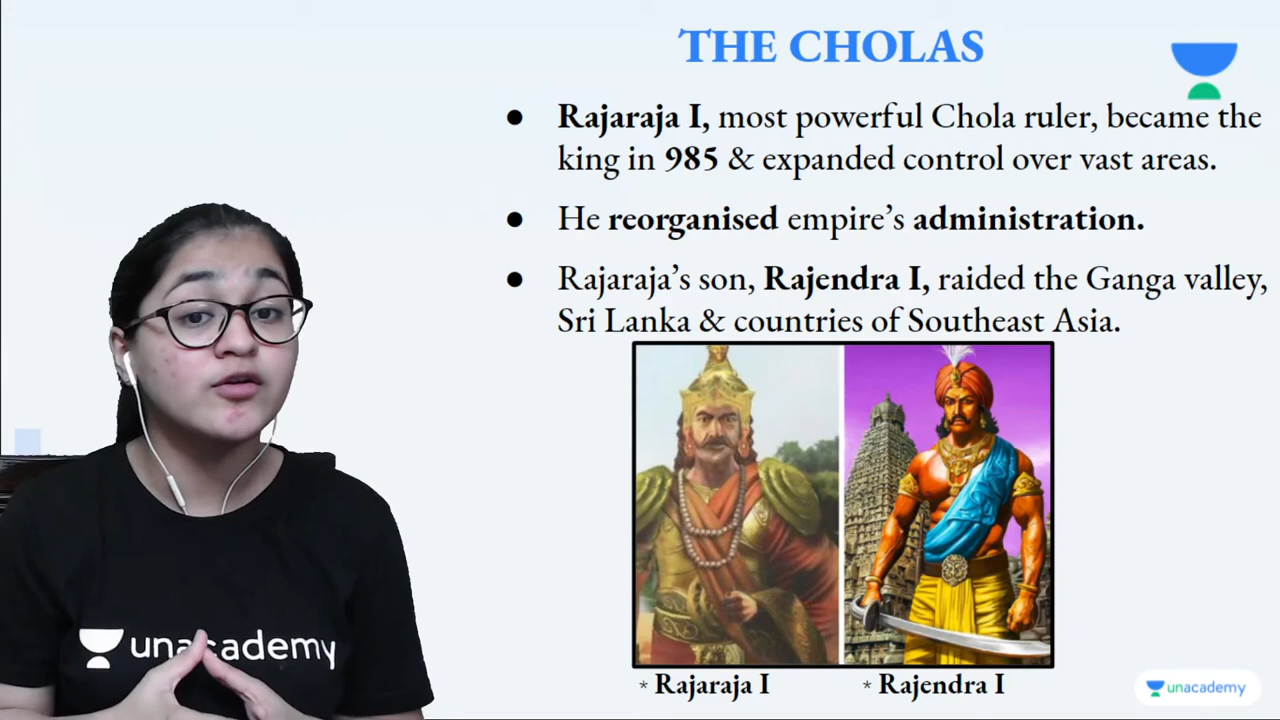 THE CHOLAS
● Rajaraja I, most powerful Chola ruler, became the
king in 985 & expanded control over vast areas.
● He reorganised empire’s administration.
● Rajaraja’s son, Rajendra I, raided the Ganga valley,
Sri Lanka & countries of Southeast Asia.
* Rajaraja I
* Rajendra I
unacademy
unacademy